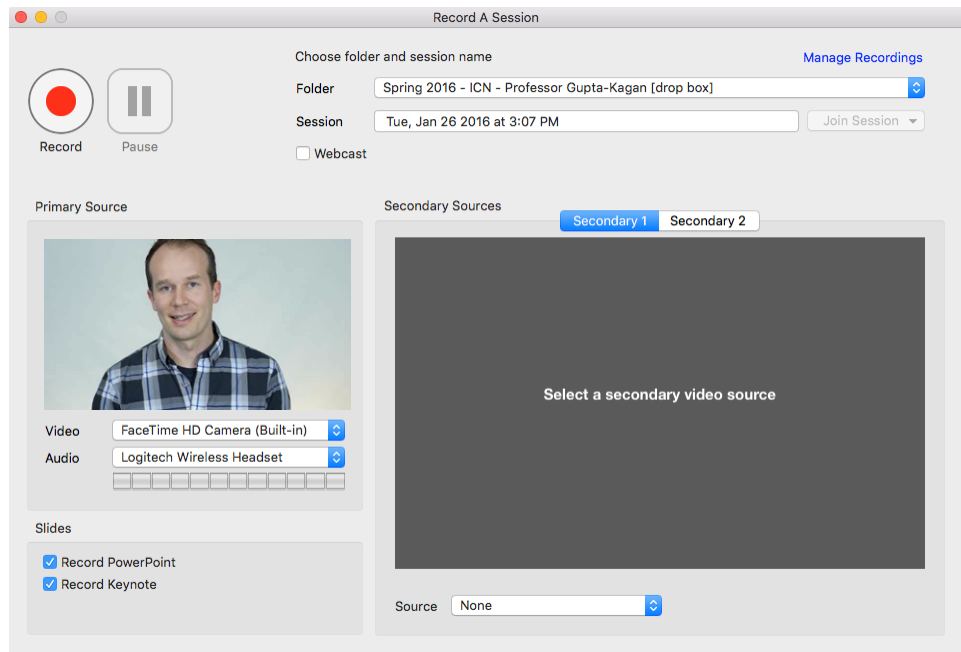 Record A Session
Choose folder and session name
Manage Recordings
Folder
Spring 2016 - ICN - Professor Gupta-Kagan [drop box]
Session
Tue, Jan 26 2016 at 3:07 PM
Join Session
Record
Pause
Webcast
Primary Source
Secondary Sources
Secondary 1
Secondary 2
Select a secondary video source
Video
FaceTime HD Camera (Built-in)
Audio
Logitech Wireless Headset
Slides
Record PowerPoint
Record Keynote
Source
None